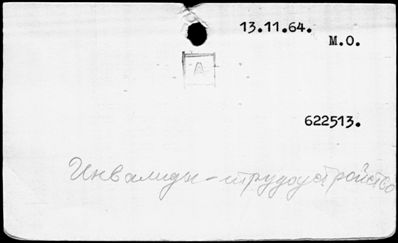 13.11.64.
М.О.
А
622513.
Инвалиды - трудоустройство